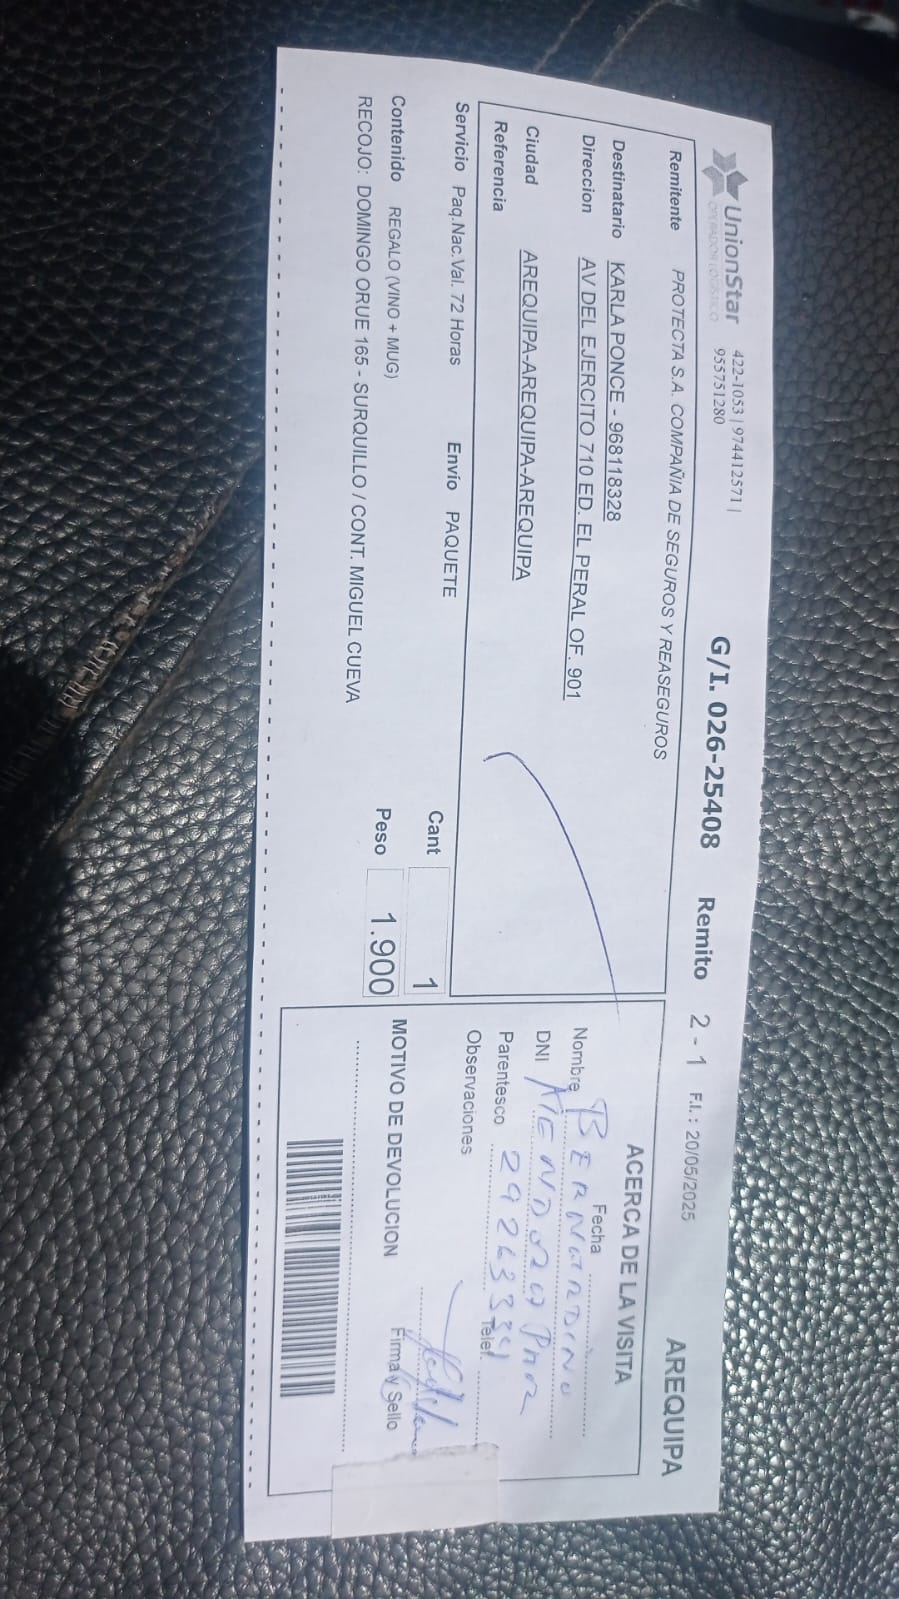 UnionStar
OPERADOR LOGISTICO
422-1053 | 974412571 |
955751280
G/I. 026-25408 Remito 2 - 1 F.I. : 20/05/2025 AREQUIPA
Remitente PROTECTA S.A. COMPAÑIA DE SEGUROS Y REASEGUROS
Destinatario KARLA PONCE - 968118328
Direccion AV DEL EJERCITO 710 ED. EL PERAL OF. 901
Ciudad AREQUIPA-AREQUIPA-AREQUIPA
Referencia
Servicio Paq.Nac.Val. 72 Horas Envío PAQUETE Cant 1
Contenido REGALO (VINO + MUG) Peso 1.900
RECOJO: DOMINGO ORUE 165 - SURQUILLO / CONT. MIGUEL CUEVA
ACERCA DE LA VISITA
Fecha
Nombre BERNARDINO
DNI
Parentesco Telef.
Observaciones
MOTIVO DE DEVOLUCION Firma y Sello